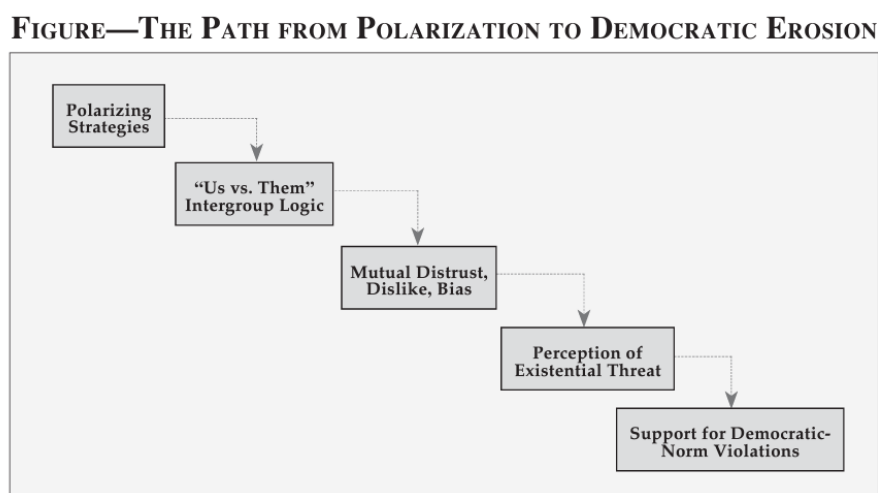 FIGURE—THE PATH FROM POLARIZATION TO DEMOCRATIC EROSION
Polarizing
Strategies
“Us vs. Them”
Intergroup Logic
Mutual Distrust,
Dislike, Bias
Perception of
Existential Threat
Support for Democratic-
Norm Violations